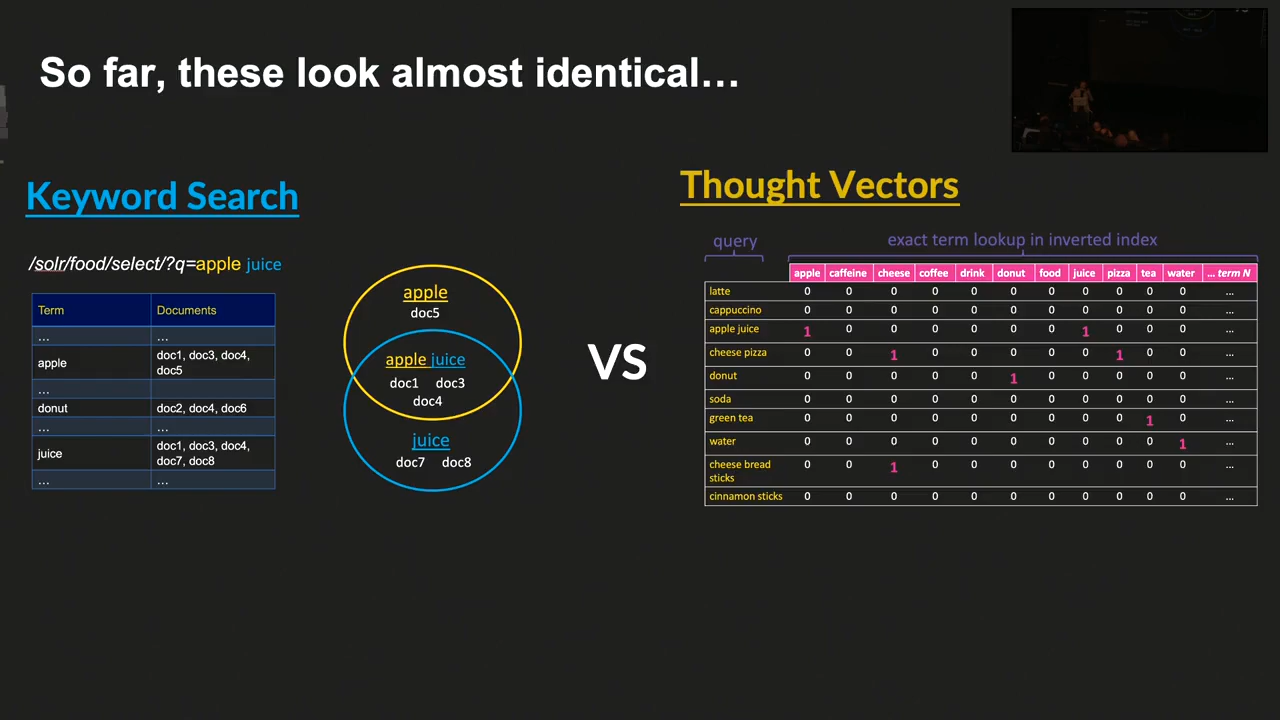 So far, these look almost identical…
Keyword Search
/solr/food/select/?q=apple juice
Term Documents
… …
apple doc1, doc3, doc4,
doc5
… 
donut doc2, doc4, doc6
… …
juice doc1, doc3, doc4,
doc7, doc8
… …
apple
doc5
apple juice
doc1 doc3
doc4
juice
doc7 doc8
VS
Thought Vectors
query exact term lookup in inverted index
apple caffeine cheese coffee drink donut food juice pizza tea water … term N
latte 0 0 0 0 0 0 0 0 0 0 0 …
cappuccino 0 0 0 0 0 0 0 0 0 0 0 …
apple juice 1 0 0 0 0 0 0 1 0 0 0 …
cheese pizza 0 0 1 0 0 0 0 0 1 0 0 …
donut 0 0 0 0 0 1 0 0 0 0 0 …
soda 0 0 0 0 0 0 0 0 0 0 0 …
green tea 0 0 0 0 0 0 0 0 0 1 0 …
water 0 0 0 0 0 0 0 0 0 0 1 …
cheese bread 0 0 1 0 0 0 0 0 0 0 0 …
sticks
cinnamon sticks 0 0 0 0 0 0 0 0 0 0 0 …